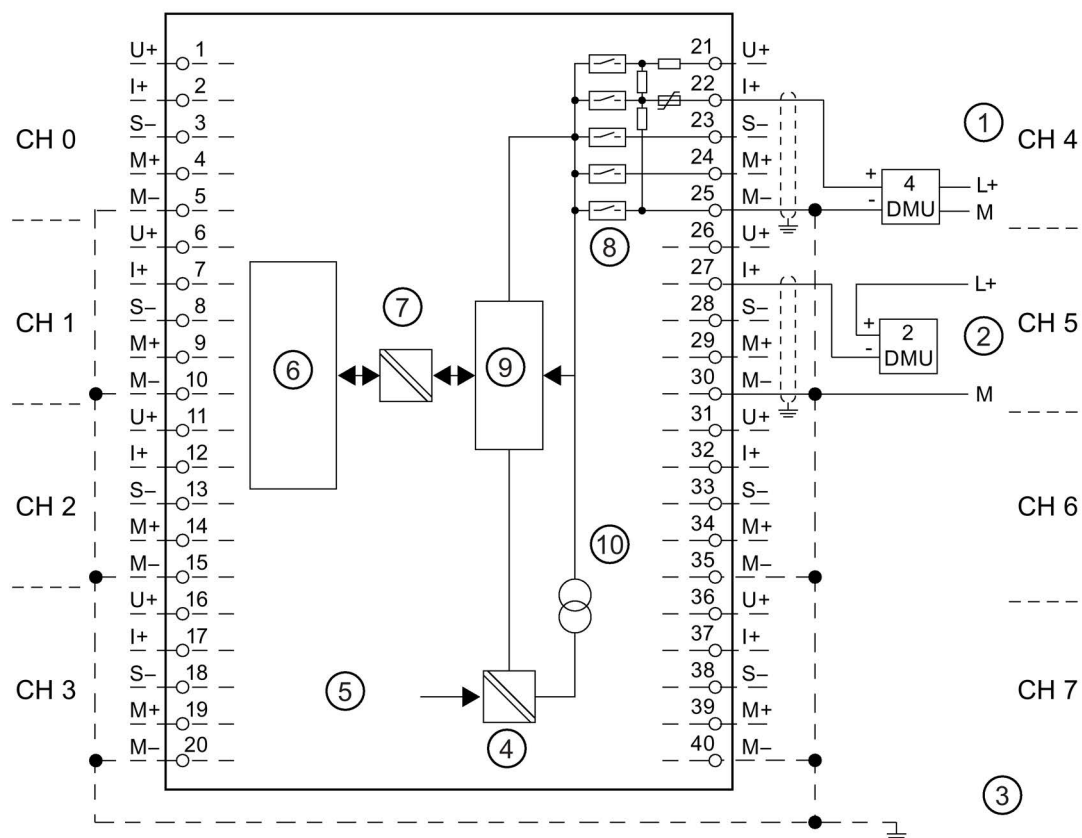 CH 0
CH 1
CH 2
CH 3
U+ 1
I+ 2
S– 3
M+ 4
M– 5
U+ 6
I+ 7
S– 8
M+ 9
M– 10
U+ 11
I+ 12
S– 13
M+ 14
M– 15
U+ 16
I+ 17
S– 18
M+ 19
M– 20
6
7
9
8
10
5
4
21 U+
22 I+
23 S–
24 M+
25 M–
26 U+
27 I+
28 S–
29 M+
30 M–
31 U+
32 I+
33 S–
34 M+
35 M–
36 U+
37 I+
38 S–
39 M+
40 M–
+
-
4
DMU
L+
M
1
CH 4
+
-
2
DMU
L+
M
2
CH 5
CH 6
CH 7
3